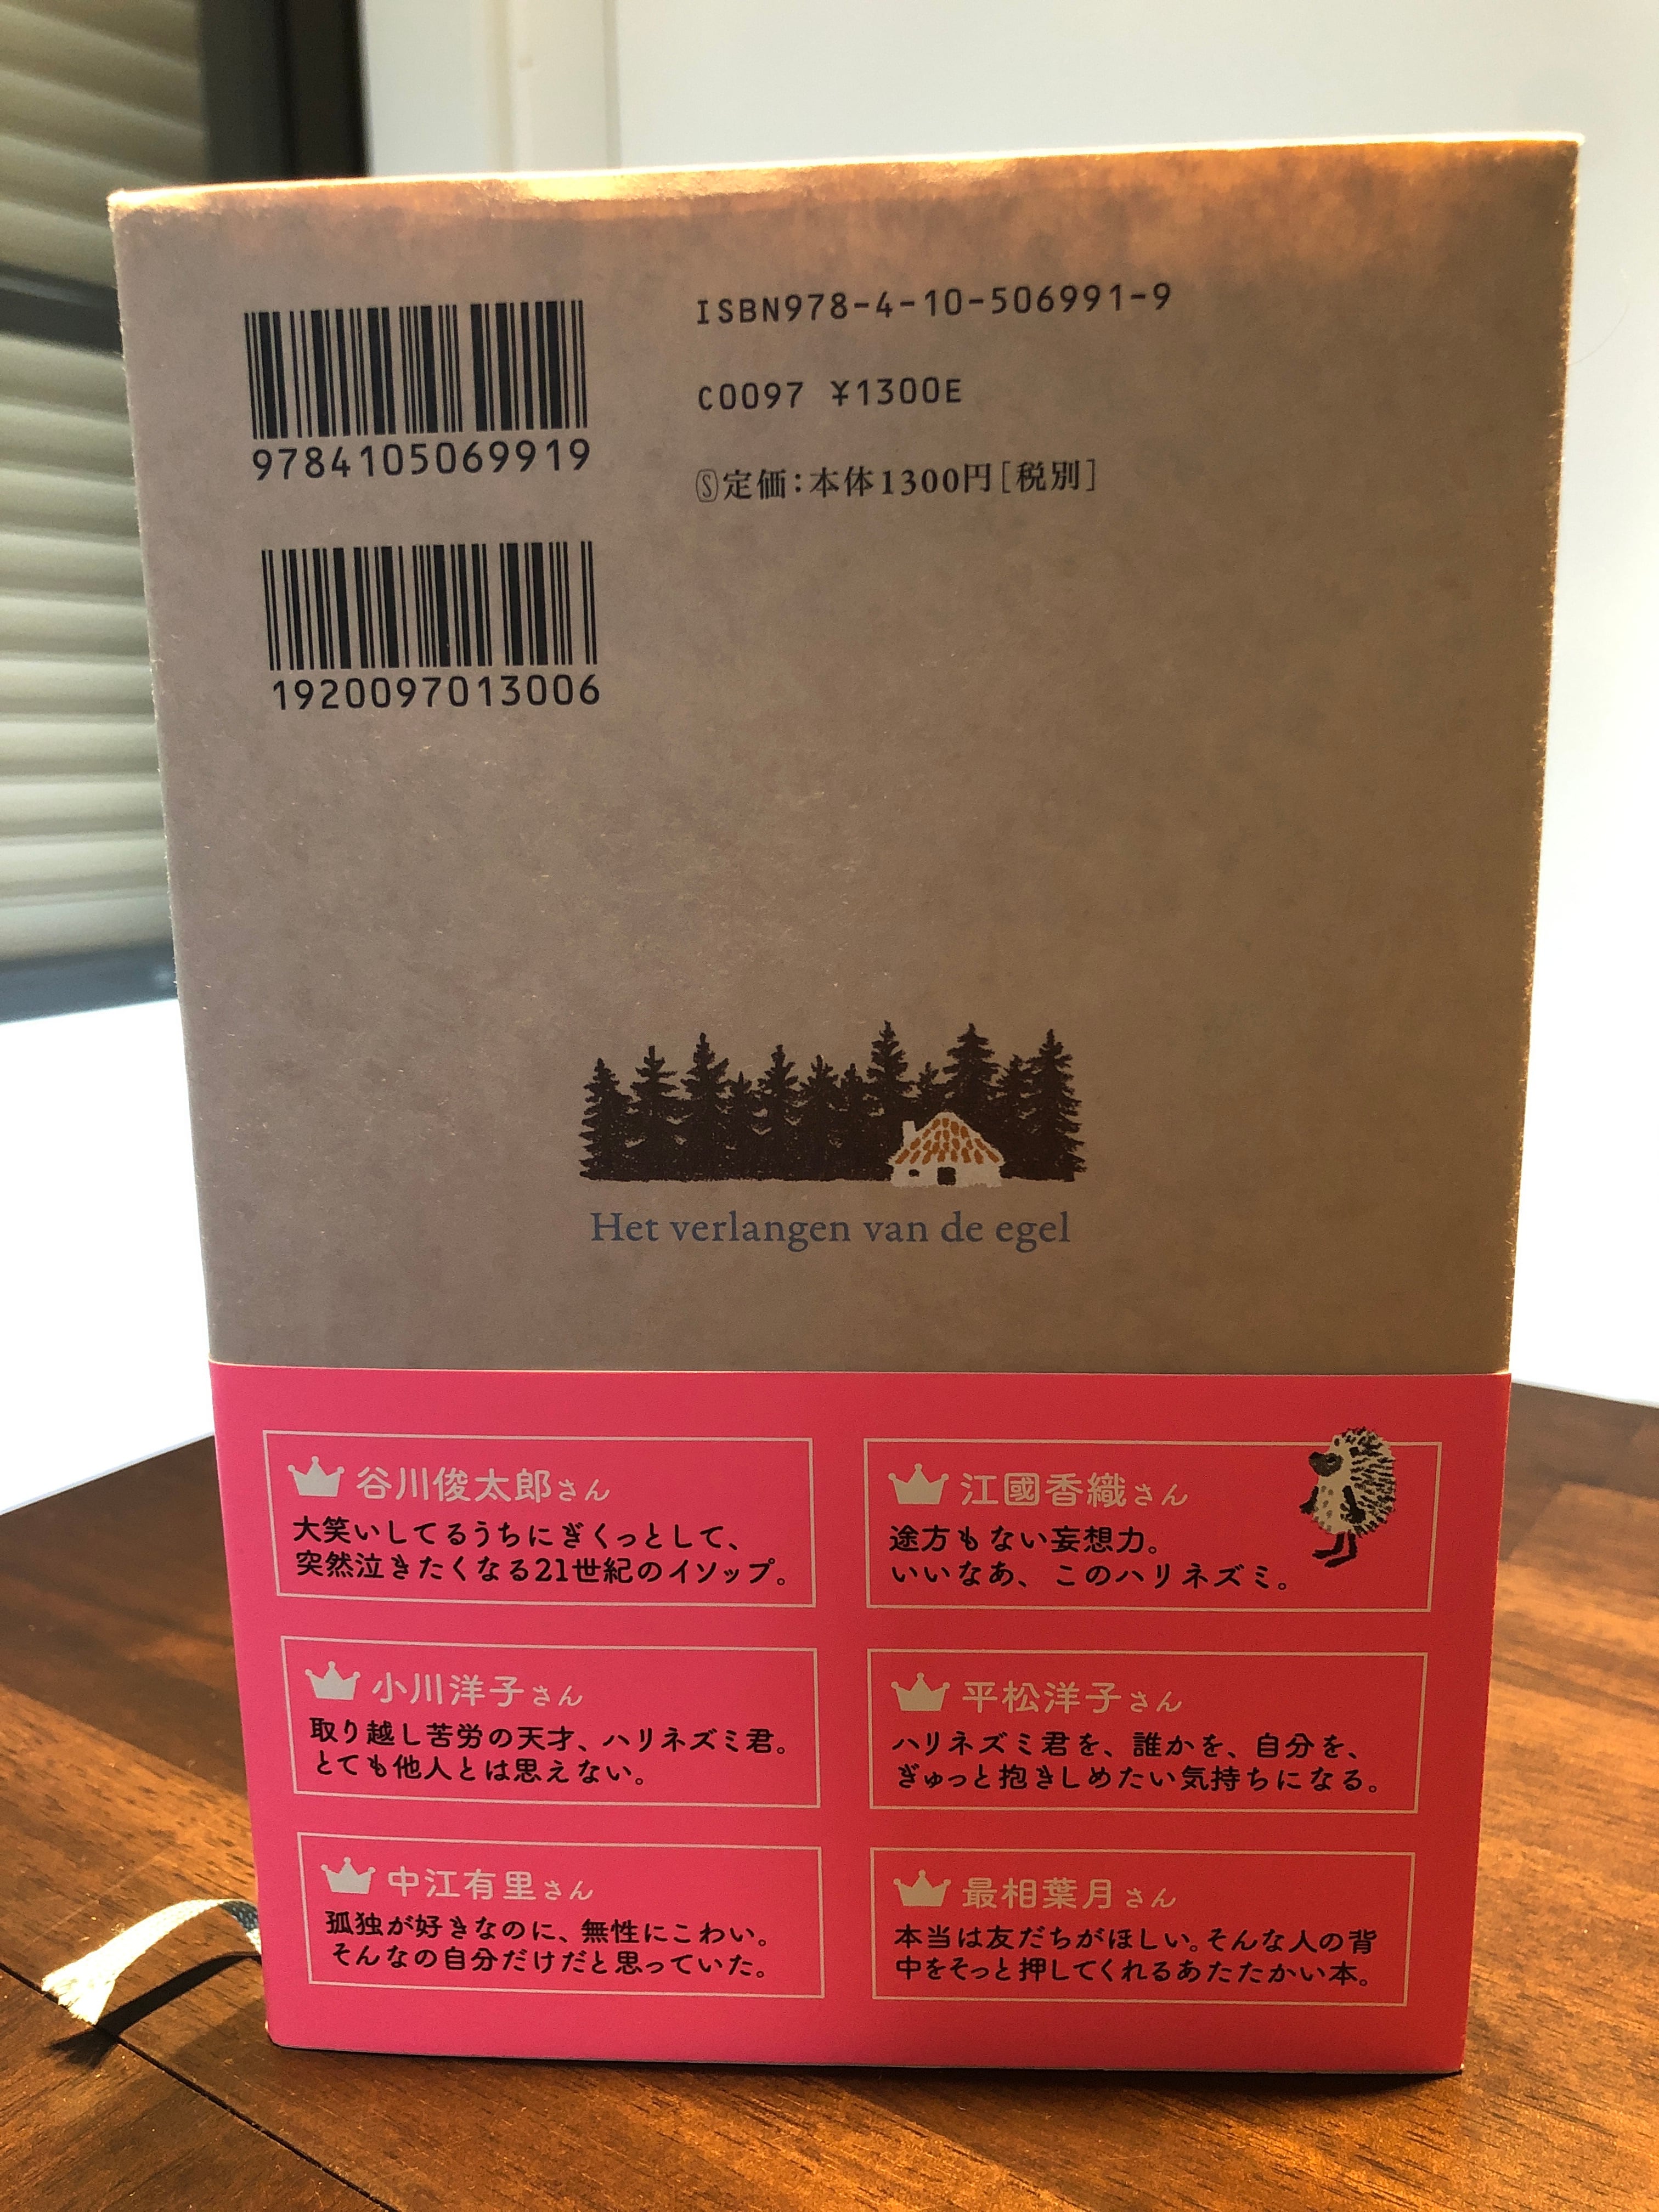 ISBN978-4-10-506991-9
9784105069919
C0097 ¥1300E
Ⓢ定価：本体1300円[税別]
1920097013006
Het verlangen van de egel
谷川俊太郎さん
大笑いしてるうちにぎくっとして、
突然泣きたくなる21世紀のイソップ。
江國香織さん
途方もない妄想力。
いいなあ、このハリネズミ。
小川洋子さん
取り越し苦労の天才、ハリネズミ君。
とても他人とは思えない。
平松洋子さん
ハリネズミ君を、誰かを、自分を、
ぎゅっと抱きしめたい気持ちになる。
中江有里さん
孤独が好きなのに、無性にこわい。
そんなの自分だけだと思っていた。
最相葉月さん
本当は友だちがほしい。そんな人の背
中をそっと押してくれるあたたかい本。